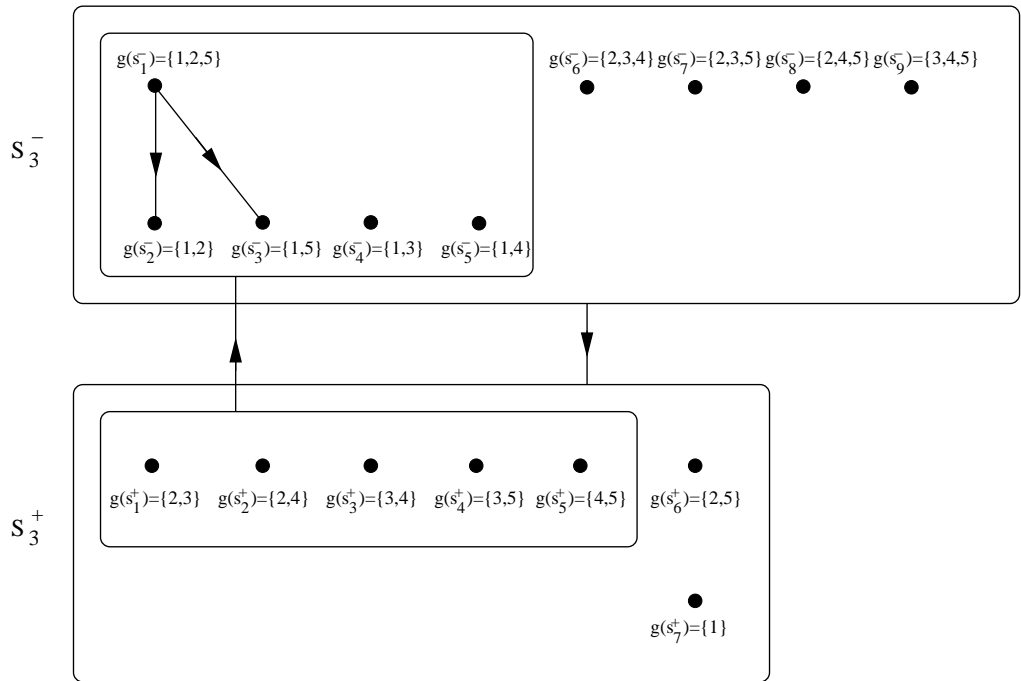 g(s₁⁻)={1,2,5}
g(s₆⁻)={2,3,4} g(s₇⁻)={2,3,5} g(s₈⁻)={2,4,5} g(s₉⁻)={3,4,5}
S₃⁻
g(s₂⁻)={1,2} g(s₃⁻)={1,5} g(s₄⁻)={1,3} g(s₅⁻)={1,4}
g(s₁⁺)={2,3} g(s₂⁺)={2,4} g(s₃⁺)={3,4} g(s₄⁺)={3,5} g(s₅⁺)={4,5} g(s₆⁺)={2,5}
S₃⁺
g(s₇⁺)={1}